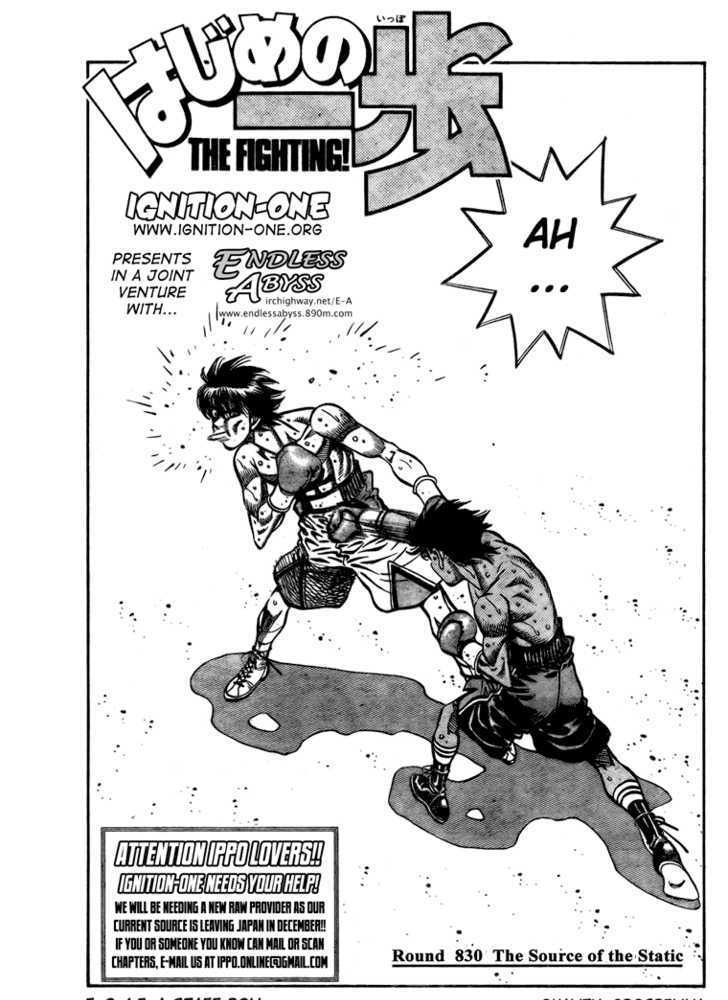 いっぽ
はじめの一歩
THE FIGHTING!
IGNITION-ONE
WWW.IGNITION-ONE.ORG
PRESENTS
IN A JOINT
VENTURE
WITH...
ENDLESS
ABYSS
irchighway.net/E-A
www.endlessabyss.890m.com
AH
...
ATTENTION IPPO LOVERS!!
IGNITION-ONE NEEDS YOUR HELP!
WE WILL BE NEEDING A NEW RAW PROVIDER AS OUR
CURRENT SOURCE IS LEAVING JAPAN IN DECEMBER!!
IF YOU OR SOMEONE YOU KNOW CAN MAIL OR SCAN
CHAPTERS, E-MAIL US AT IPPO.ONLINE@GMAIL.COM
Round 830 The Source of the Static